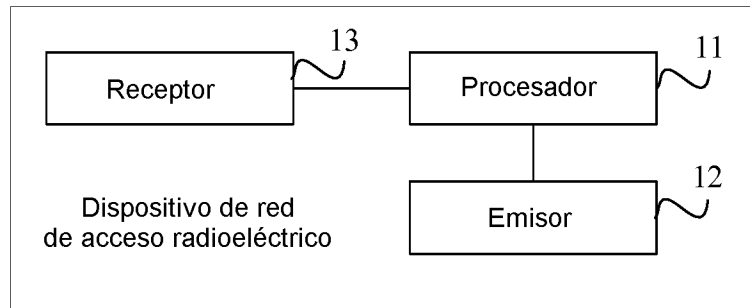 13
11
Receptor
Procesador
12
Dispositivo de red
de acceso radioeléctrico
Emisor